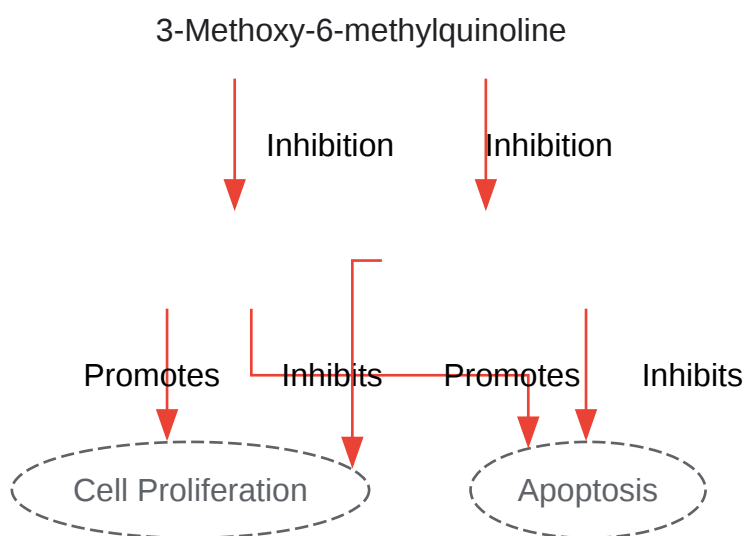 3-Methoxy-6-methylquinoline
Inhibition
Inhibition
Promotes
Inhibits
Promotes
Inhibits
Cell Proliferation
Apoptosis